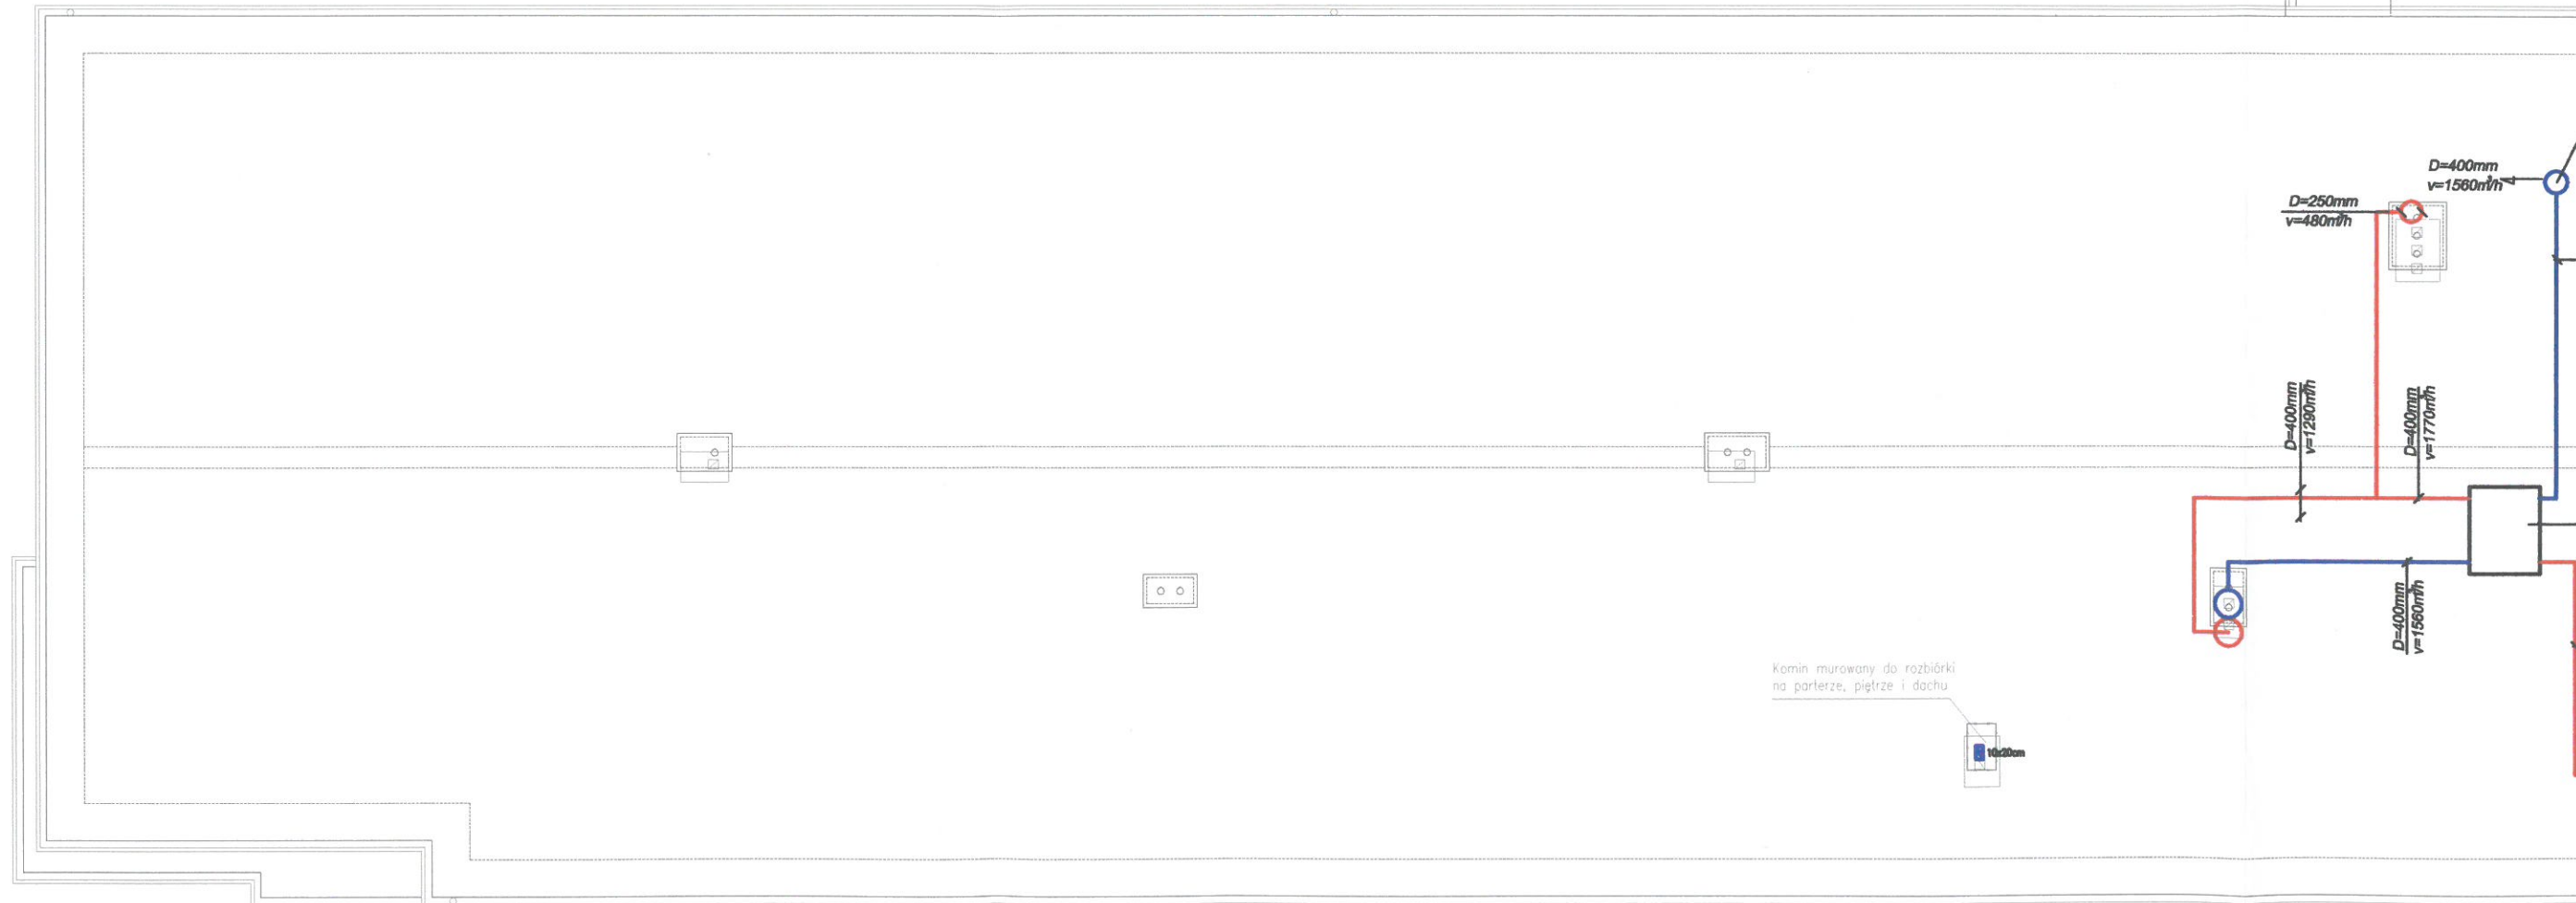 D=400mm
v=1560m³/h
D=250mm
v=480m³/h
D=400mm
v=1290m³/h
D=400mm
v=1770m³/h
D=400mm
v=1560m³/h
Komin murowany do rozbiórki
na parterze, piętrze i dachu
10x20cm